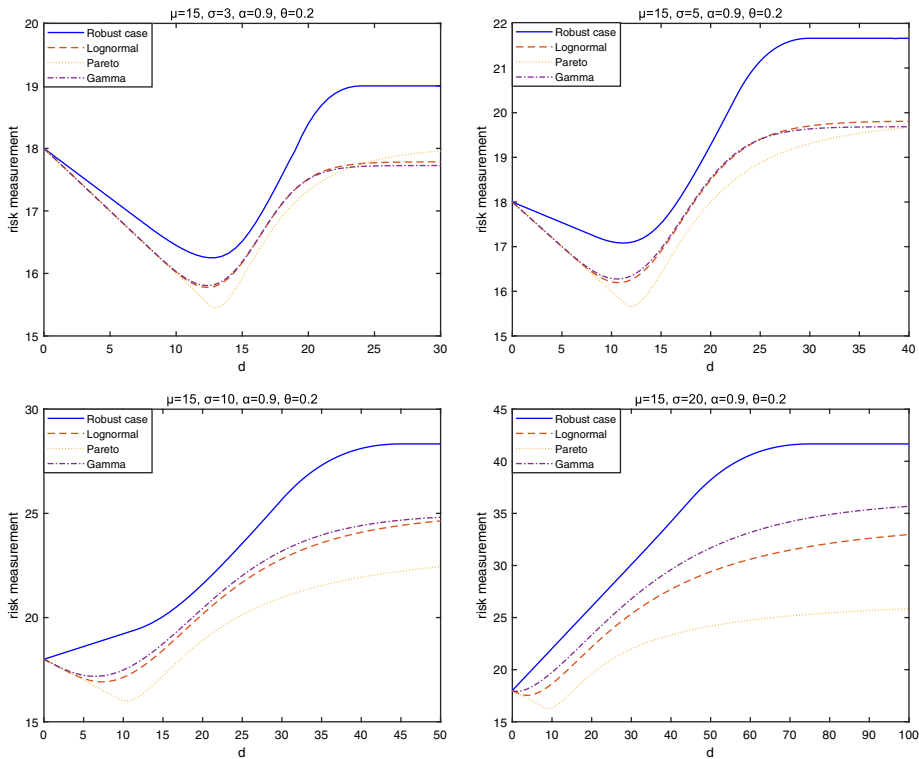 μ=15, σ=3, α=0.9, θ=0.2
Robust case
Lognormal
Pareto
Gamma
risk measurement
20
19
18
17
16
15
0 5 10 15 20 25 30
d
μ=15, σ=5, α=0.9, θ=0.2
Robust case
Lognormal
Pareto
Gamma
risk measurement
22
21
20
19
18
17
16
15
0 5 10 15 20 25 30 35 40
d
μ=15, σ=10, α=0.9, θ=0.2
Robust case
Lognormal
Pareto
Gamma
risk measurement
30
25
20
15
0 5 10 15 20 25 30 35 40 45 50
d
μ=15, σ=20, α=0.9, θ=0.2
Robust case
Lognormal
Pareto
Gamma
risk measurement
45
40
35
30
25
20
15
0 10 20 30 40 50 60 70 80 90 100
d